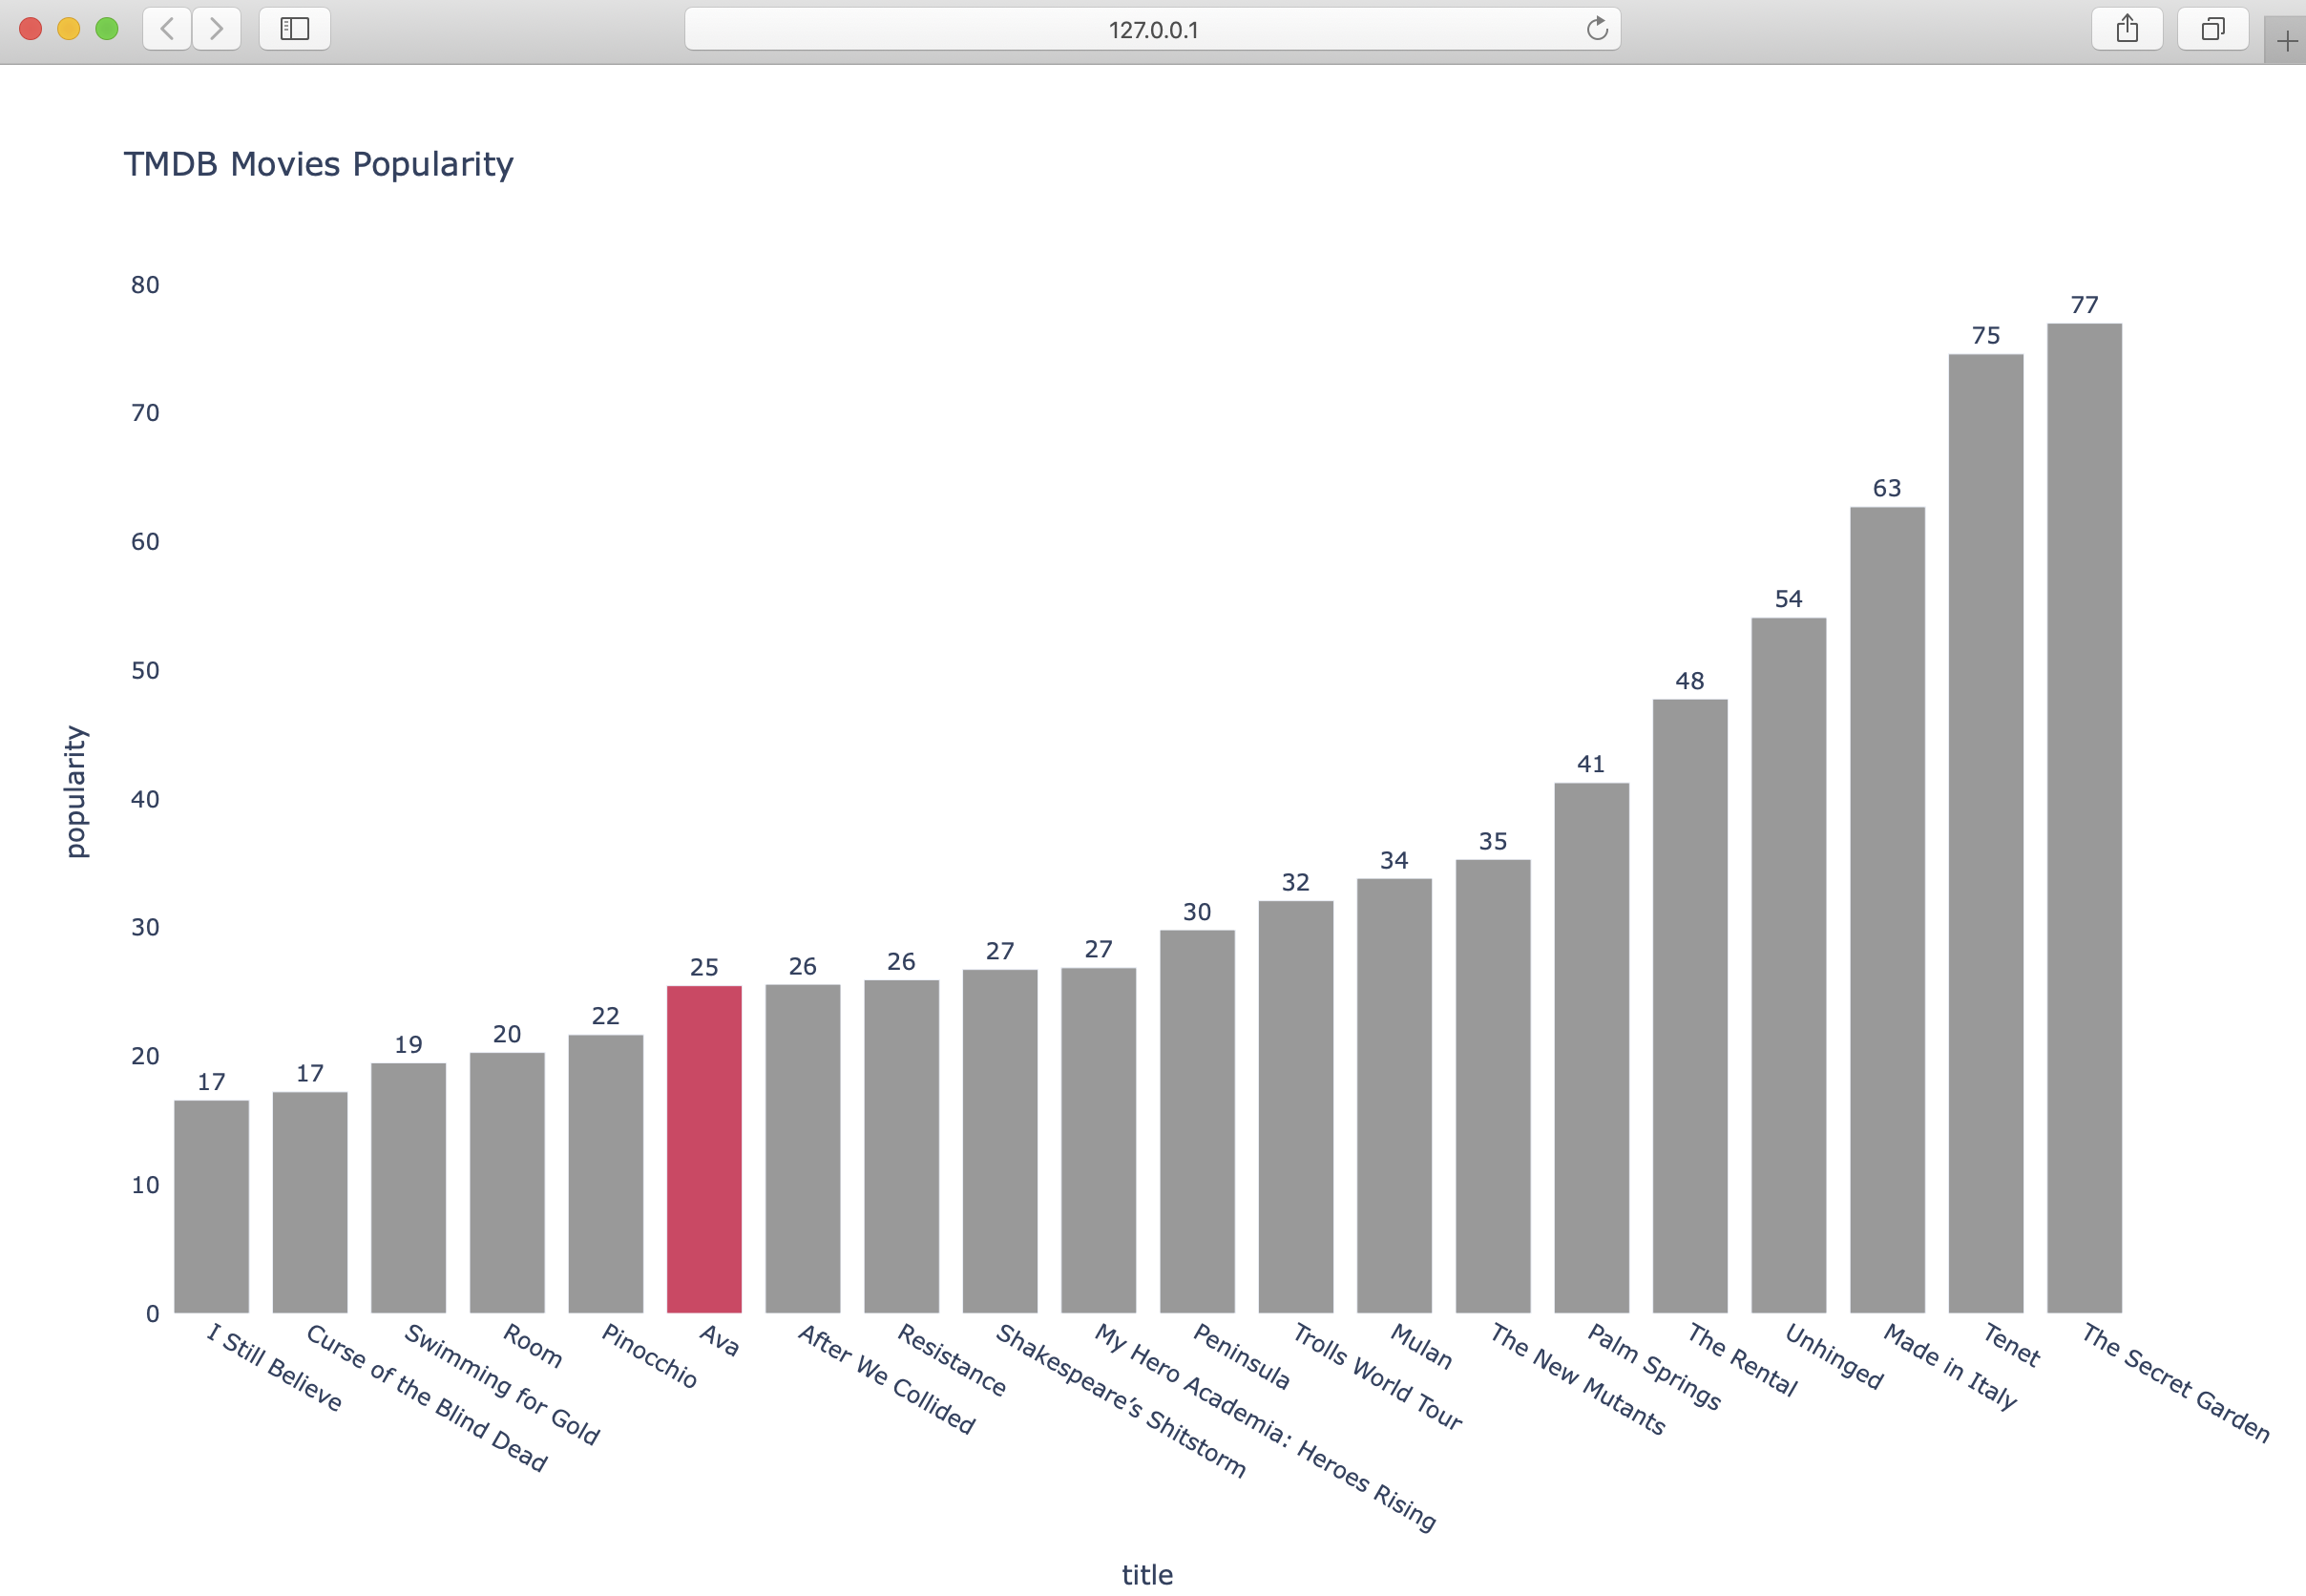 127.0.0.1
TMDB Movies Popularity
80
70
60
50
40
30
20
10
0
popularity
17
17
19
20
22
25
26
26
27
27
30
32
34
35
41
48
54
63
75
77
I Still Believe
Curse of the Blind Dead
Swimming for Gold
Room
Pinocchio
Ava
After We Collided
Resistance
Shakespeare’s Shitstorm
My Hero Academia: Heroes Rising
Peninsula
Trolls World Tour
Mulan
The New Mutants
Palm Springs
The Rental
Unhinged
Made in Italy
Tenet
The Secret Garden
title